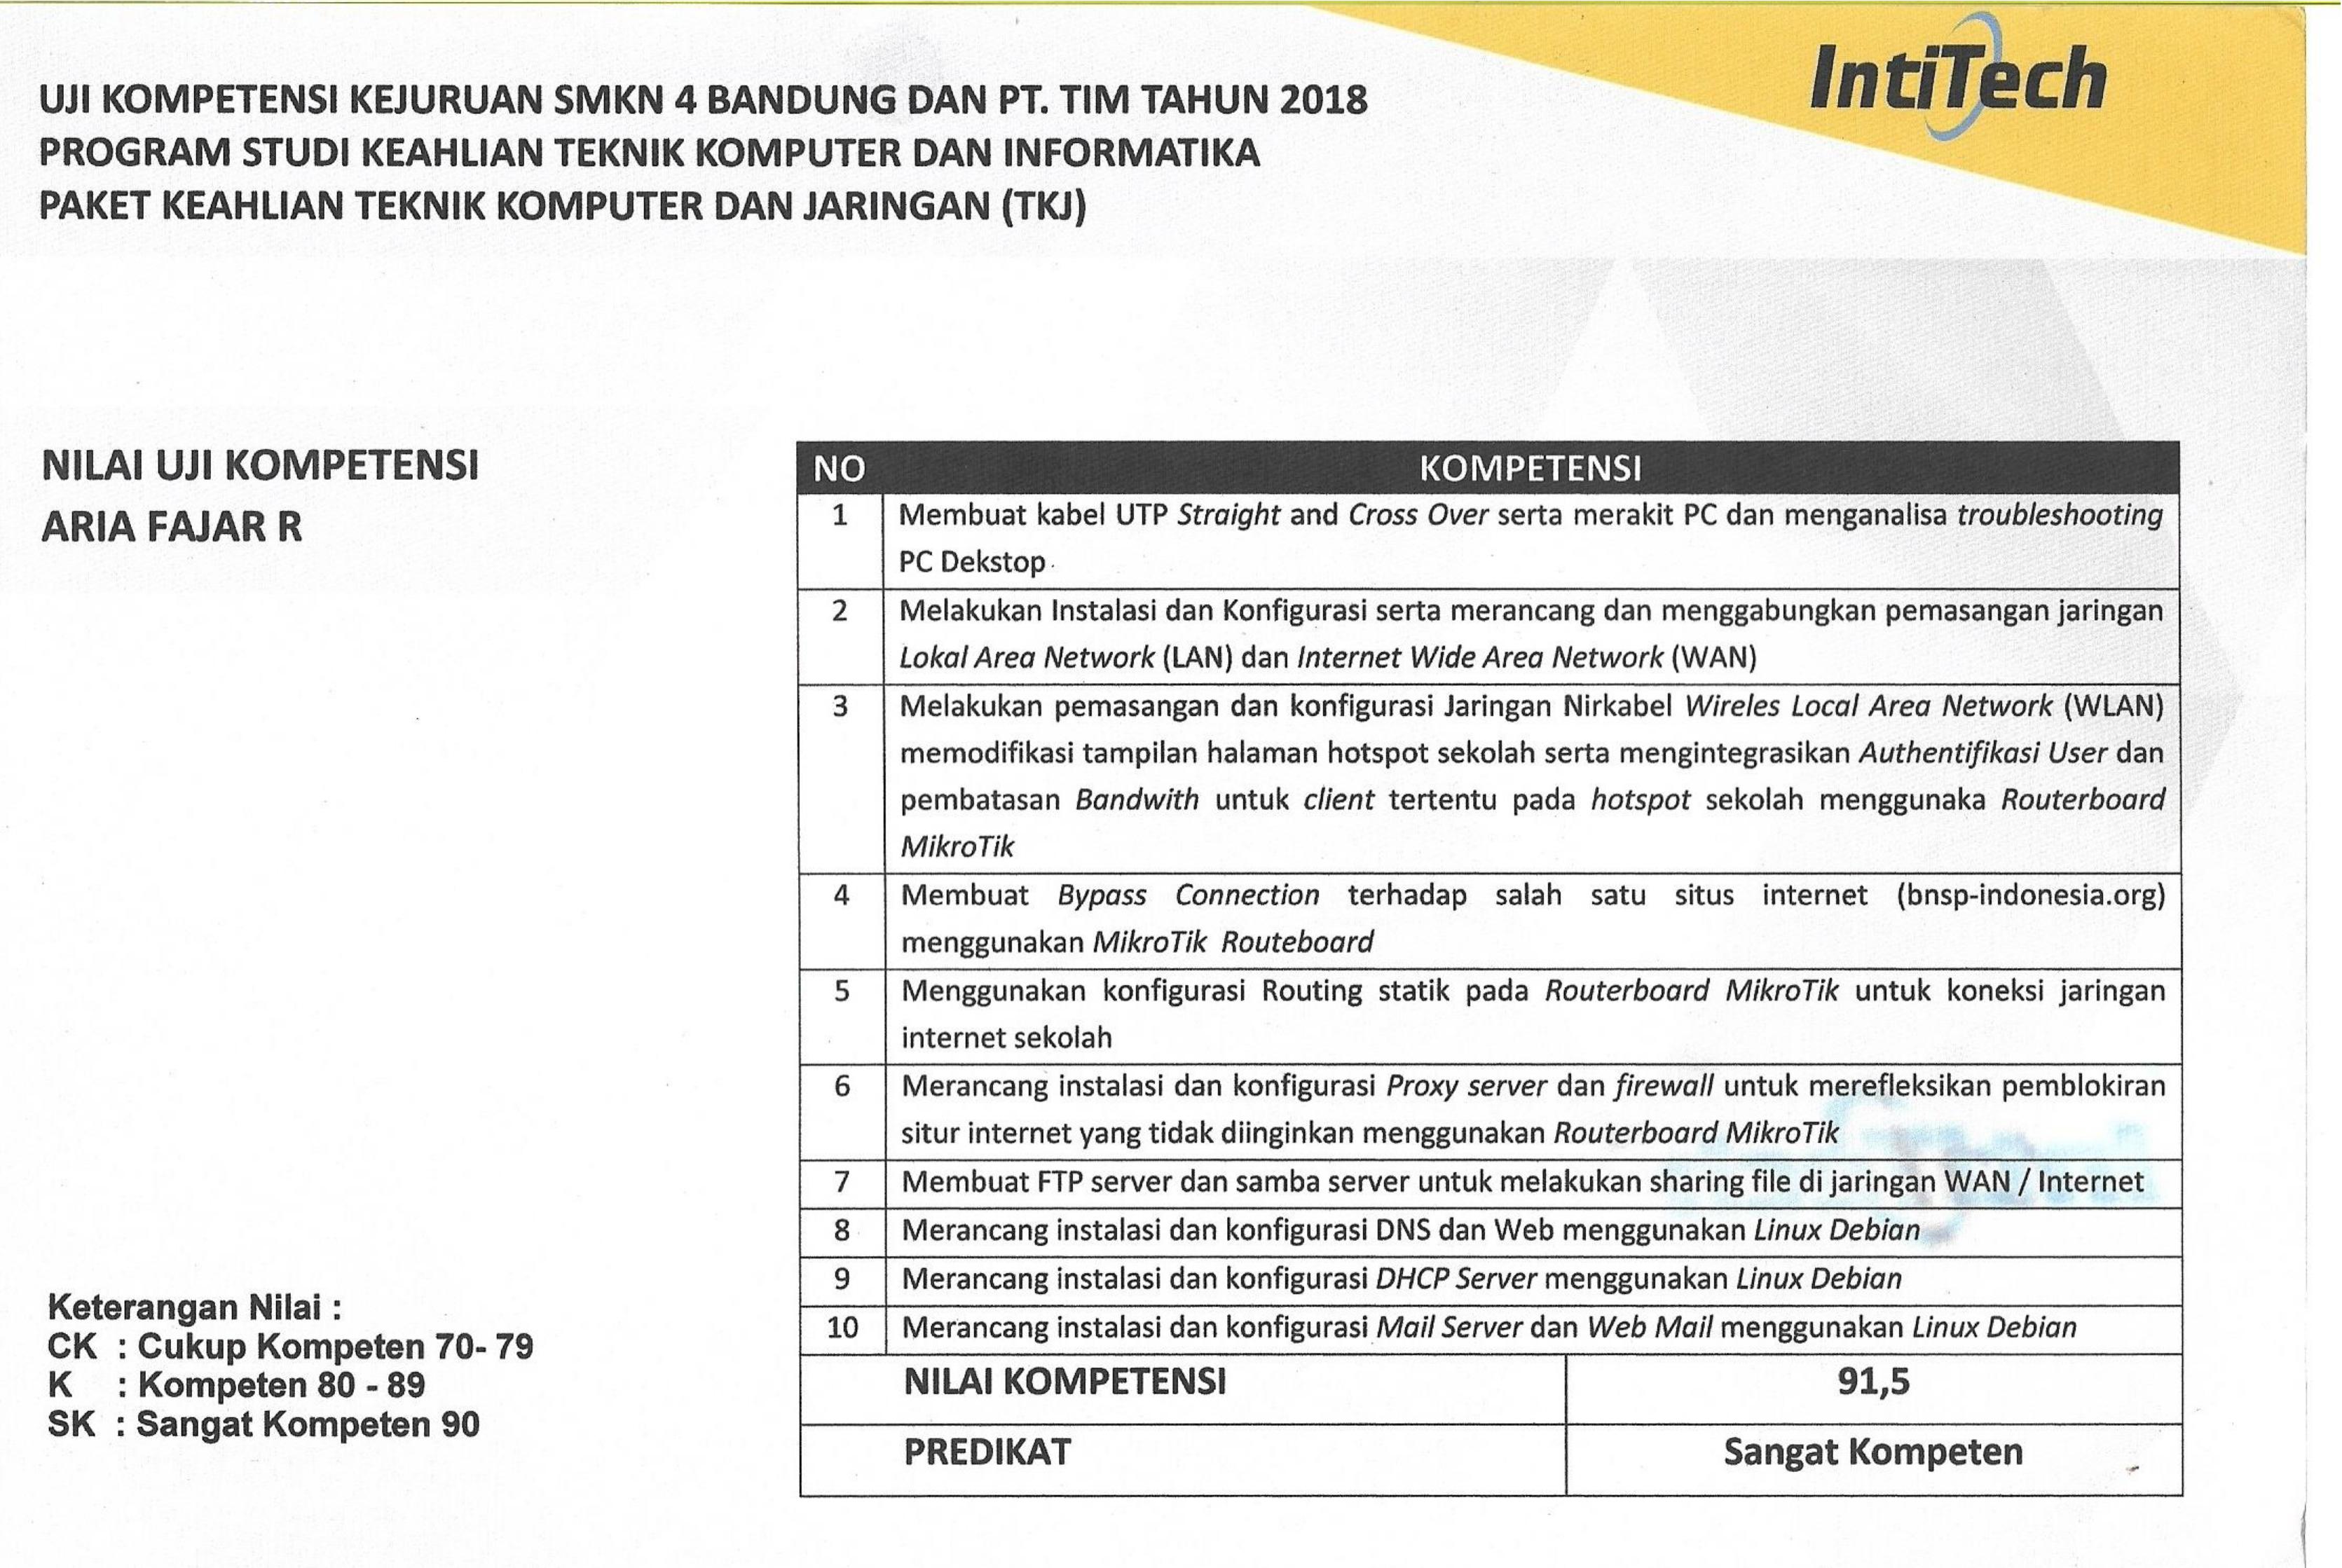 IntiTech
UJI KOMPETENSI KEJURUAN SMKN 4 BANDUNG DAN PT. TIM TAHUN 2018
PROGRAM STUDI KEAHLIAN TEKNIK KOMPUTER DAN INFORMATIKA
PAKET KEAHLIAN TEKNIK KOMPUTER DAN JARINGAN (TKJ)
NILAI UJI KOMPETENSI
ARIA FAJAR R
NO KOMPETENSI
1 Membuat kabel UTP Straight and Cross Over serta merakit PC dan menganalisa troubleshooting
PC Dekstop
2 Melakukan Instalasi dan Konfigurasi serta merancang dan menggabungkan pemasangan jaringan
Lokal Area Network (LAN) dan Internet Wide Area Network (WAN)
3 Melakukan pemasangan dan konfigurasi Jaringan Nirkabel Wireles Local Area Network (WLAN)
memodifikasi tampilan halaman hotspot sekolah serta mengintegrasikan Authentifikasi User dan
pembatasan Bandwith untuk client tertentu pada hotspot sekolah menggunaka Routerboard
MikroTik
4 Membuat Bypass Connection terhadap salah satu situs internet (bnsp-indonesia.org)
menggunakan MikroTik Routeboard
5 Menggunakan konfigurasi Routing statik pada Routerboard MikroTik untuk koneksi jaringan
internet sekolah
6 Merancang instalasi dan konfigurasi Proxy server dan firewall untuk merefleksikan pemblokiran
situr internet yang tidak diinginkan menggunakan Routerboard MikroTik
7 Membuat FTP server dan samba server untuk melakukan sharing file di jaringan WAN / Internet
8 Merancang instalasi dan konfigurasi DNS dan Web menggunakan Linux Debian
9 Merancang instalasi dan konfigurasi DHCP Server menggunakan Linux Debian
10 Merancang instalasi dan konfigurasi Mail Server dan Web Mail menggunakan Linux Debian
NILAI KOMPETENSI 91,5
PREDIKAT Sangat Kompeten
Keterangan Nilai :
CK : Cukup Kompeten 70- 79
K : Kompeten 80 - 89
SK : Sangat Kompeten 90